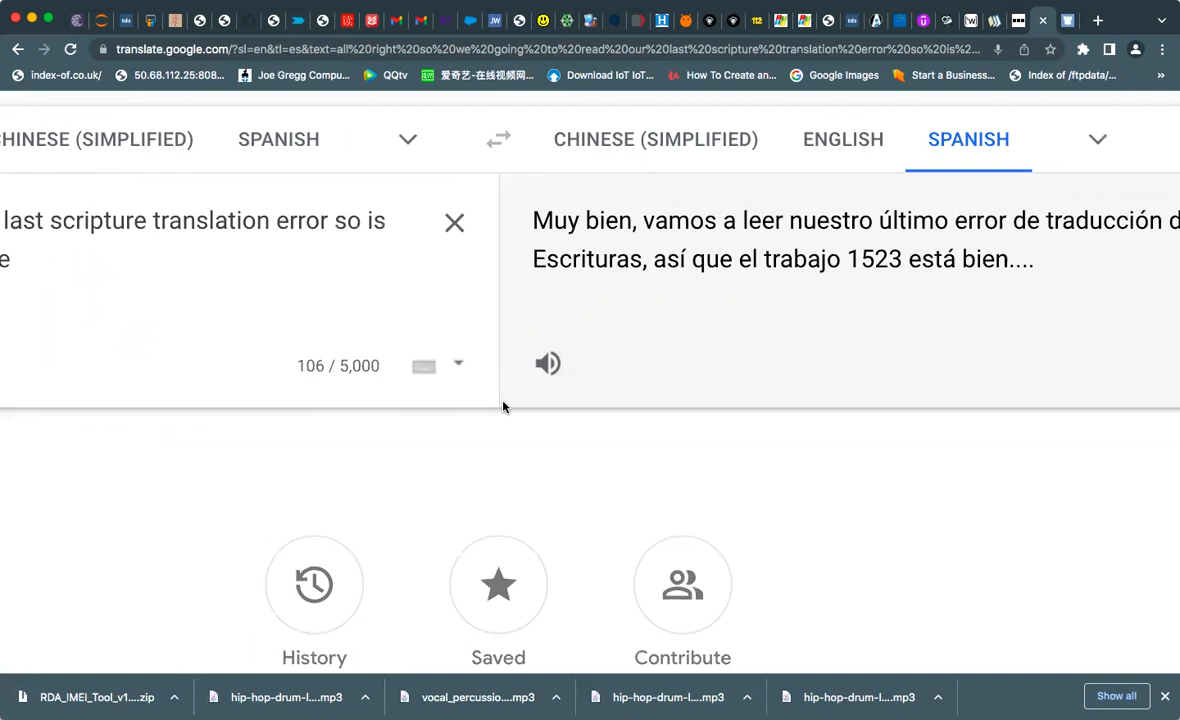 translate.google.com/?sl=en&tl=es&text=all%20right%20so%20we%20going%20to%20read%20our%20last%20scripture%20translation%20error%20so%20is%2...
index-of.co.uk/
50.68.112.25:808...
Joe Gregg Compu...
QQtv
爱奇艺-在线视频网...
Download IoT IoT...
How To Create an...
Google Images
Start a Business...
Index of /ftpdata/...
»
HINESE (SIMPLIFIED)
SPANISH
CHINESE (SIMPLIFIED)
ENGLISH
SPANISH
last scripture translation error so is
e
Muy bien, vamos a leer nuestro último error de traducción d
Escrituras, así que el trabajo 1523 está bien....
106 / 5,000
History
Saved
Contribute
RDA_IMEI_Tool_v1....zip
hip-hop-drum-l....mp3
vocal_percussio....mp3
hip-hop-drum-l....mp3
hip-hop-drum-l....mp3
Show all